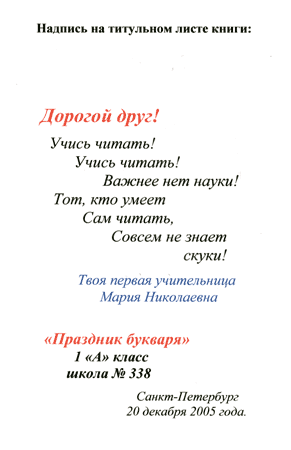 Надпись на титульном листе книги:
Дорогой друг!
Учись читать!
Учись читать!
Важнее нет науки!
Тот, кто умеет
Сам читать,
Совсем не знает
скуки!
Твоя первая учительница
Мария Николаевна
«Праздник букваря»
1 «А» класс
школа № 338
Санкт-Петербург
20 декабря 2005 года.